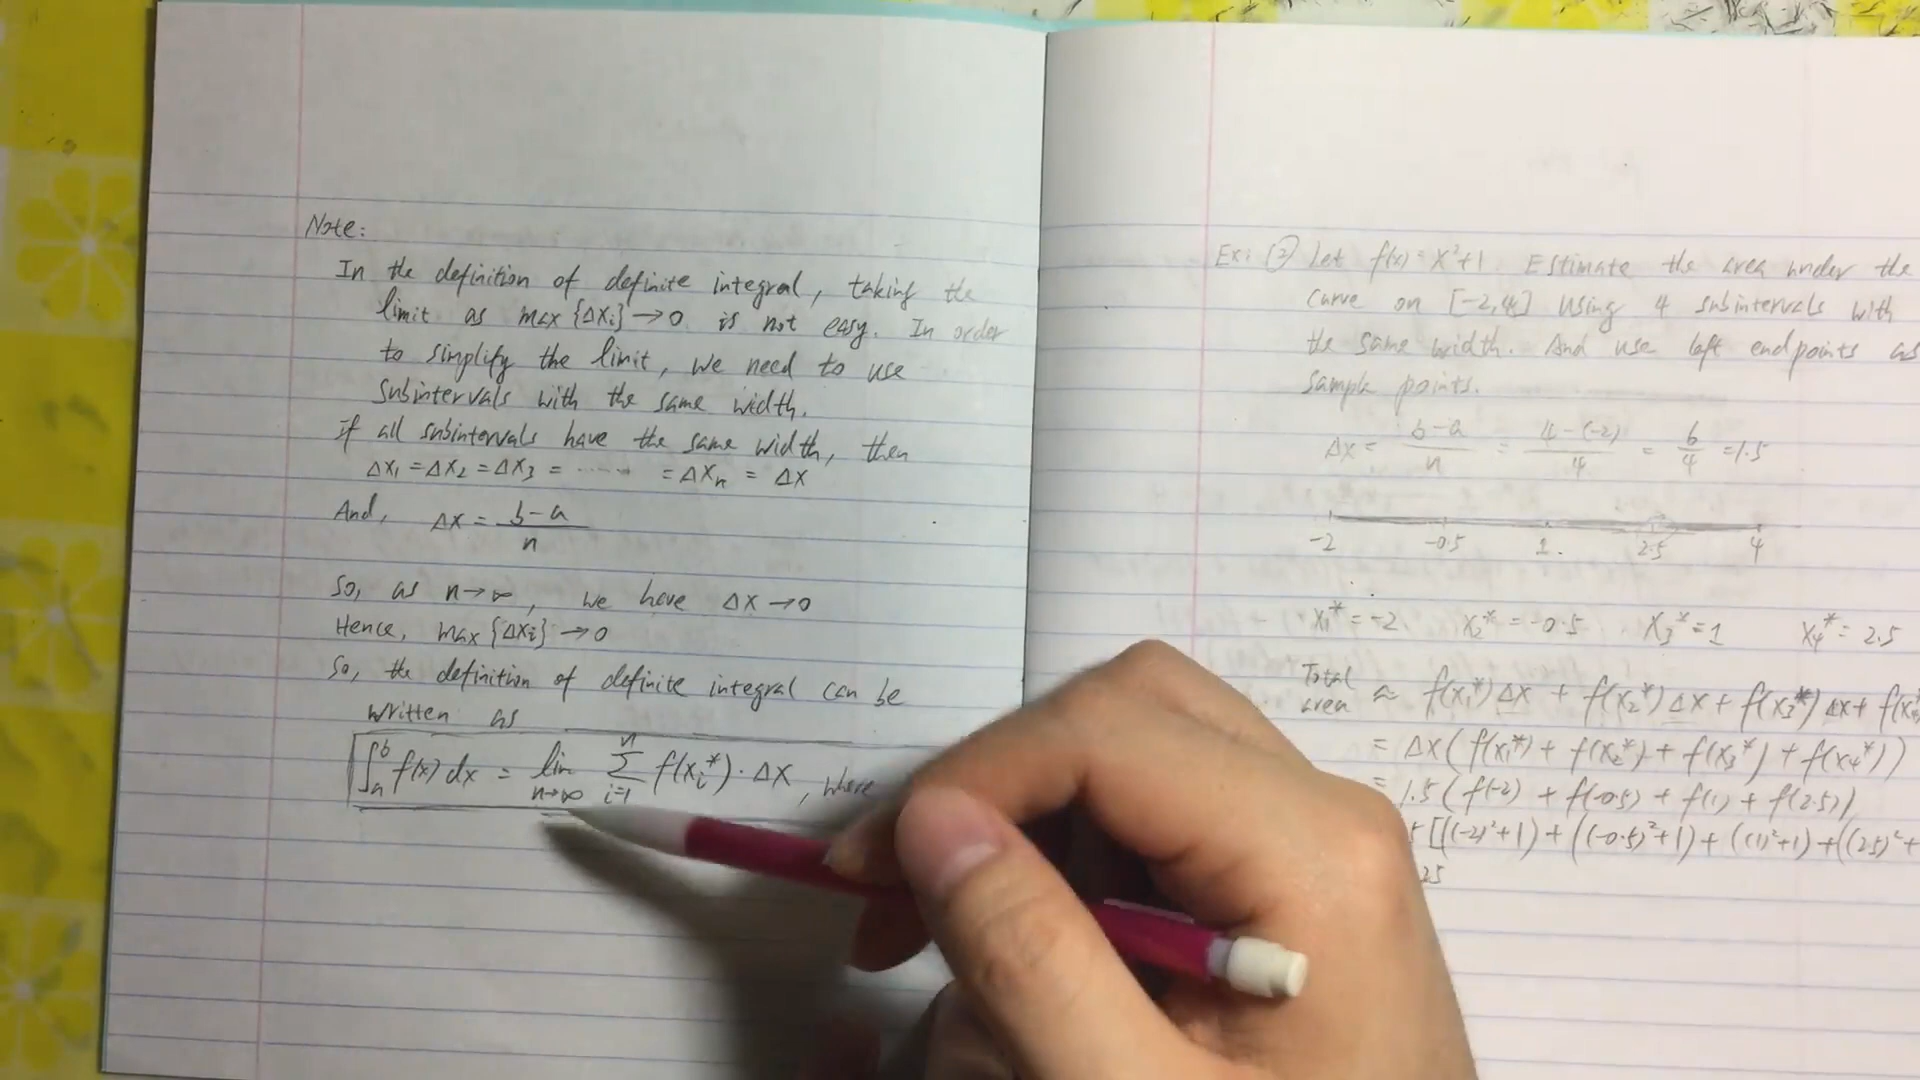 Note:
In the definition of definite integral, taking the
limit as max {Δxi} → 0 is not easy. In order
to simplify the limit, we need to use
subintervals with the same width.
If all subintervals have the same width, then
Δx1 = Δx2 = Δx3 = ...... = Δxn = Δx
And, Δx = (b-a)/n
So, as n→∞, we have Δx → 0
Hence, max {Δxi} → 0
So, the definition of definite integral can be
written as
∫_a^b f(x) dx = lim_{n→∞} Σ_{i=1}^{n} f(xi*)·Δx, where
Ex: ② Let f(x) = x²+1. Estimate the area under the
curve on [-2,4] using 4 subintervals with
the same width. And use left endpoints as
sample points.
Δx = (b-a)/n = (4-(-2))/4 = 6/4 = 1.5
-2 -0.5 1 2.5 4
x1* = -2 x2* = -0.5 x3* = 1 x4* = 2.5
Total area ≈ f(x1*) Δx + f(x2*) Δx + f(x3*) Δx + f(x4*
= Δx (f(x1*) + f(x2*) + f(x3*) + f(x4*))
= 1.5 (f(-2) + f(-0.5) + f(1) + f(2.5))
[((-2)²+1) + ((-0.5)²+1) + ((1)²+1) + ((2.5)²+
25